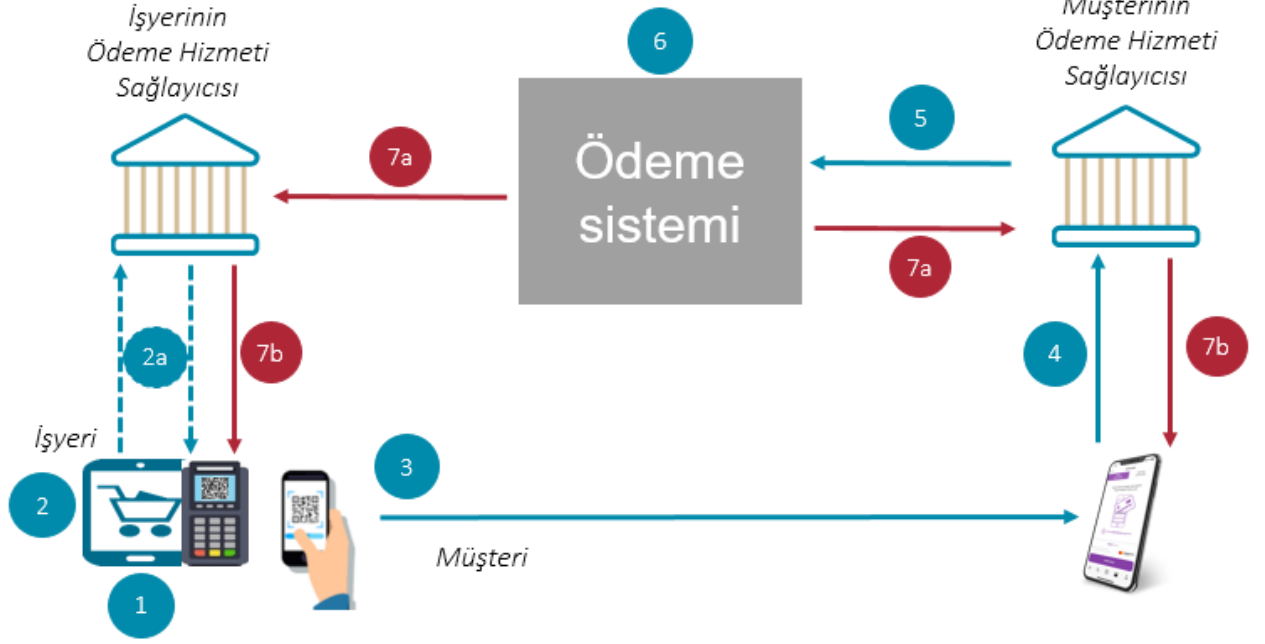 İşyerinin
Ödeme Hizmeti
Sağlayıcısı
6
Müşterinin
Ödeme Hizmeti
Sağlayıcısı
7a
Ödeme
sistemi
5
7a
2a
7b
4
7b
İşyeri
2
3
Müşteri
1